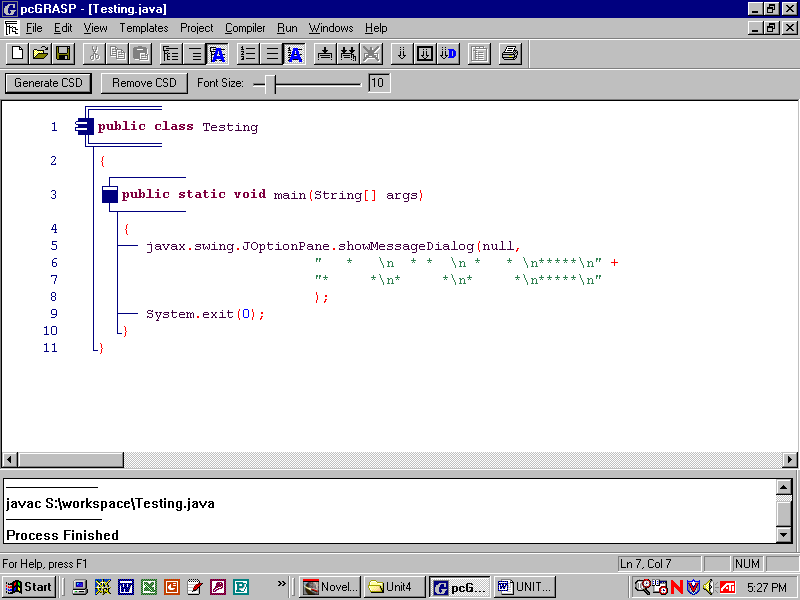 pcGRASP - [Testing.java]
File Edit View Templates Project Compiler Run Windows Help
Generate CSD Remove CSD Font Size: 10
1 public class Testing
2 {
3 public static void main(String[] args)
4 {
5 javax.swing.JOptionPane.showMessageDialog(null,
6 "   *   \n  * *  \n *   * \n*****\n" +
7 "*     *\n*     *\n*     *\n*****\n"
8 );
9 System.exit(0);
10 }
11 }
javac S:\workspace\Testing.java
Process Finished
For Help, press F1 Ln 7, Col 7 NUM
Start » Novel... Unit4 pcG... UNIT... 5:27 PM